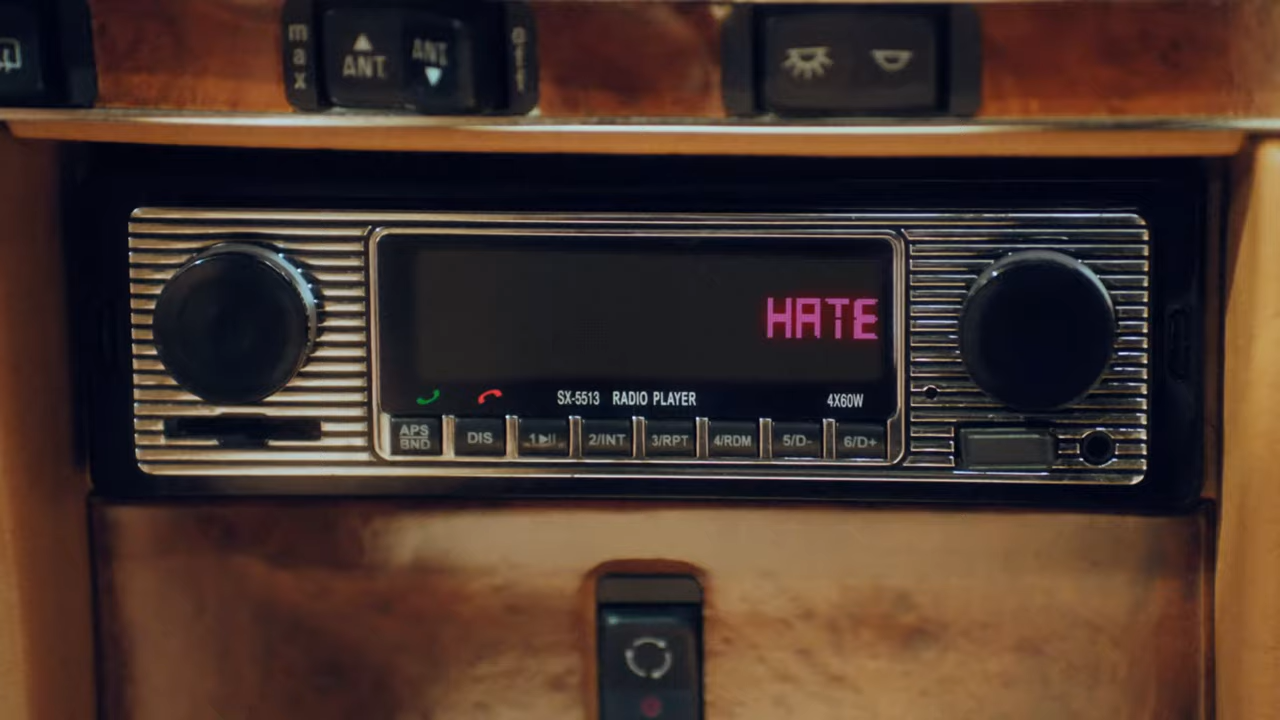 max
ANT
ANT
HATE
SX-5513 RADIO PLAYER
4X60W
APS
BND
DIS
1
2/INT
3/RPT
4/RDM
5/D-
6/D+